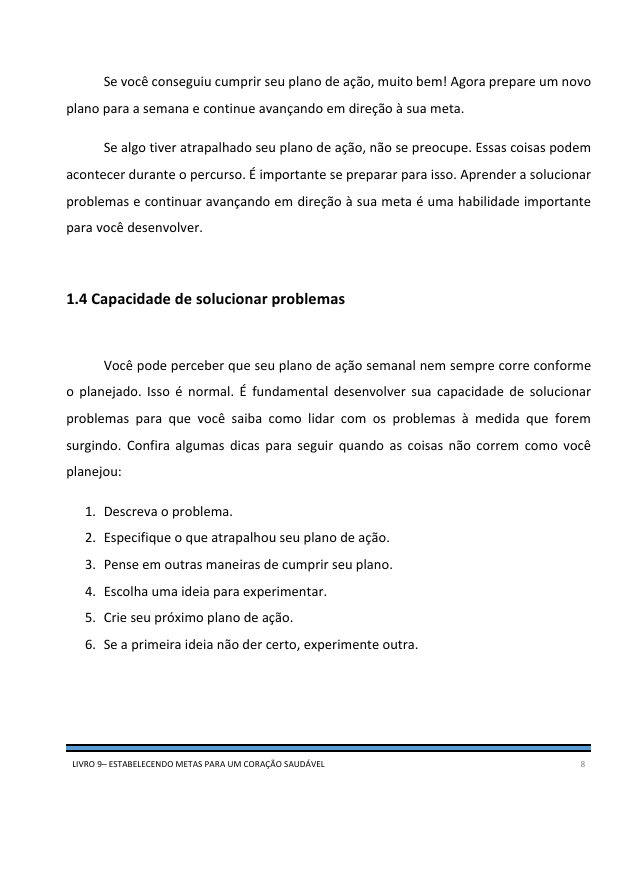 Se você conseguiu cumprir seu plano de ação, muito bem! Agora prepare um novo
plano para a semana e continue avançando em direção à sua meta.
Se algo tiver atrapalhado seu plano de ação, não se preocupe. Essas coisas podem
acontecer durante o percurso. É importante se preparar para isso. Aprender a solucionar
problemas e continuar avançando em direção à sua meta é uma habilidade importante
para você desenvolver.
1.4 Capacidade de solucionar problemas
Você pode perceber que seu plano de ação semanal nem sempre corre conforme
o planejado. Isso é normal. É fundamental desenvolver sua capacidade de solucionar
problemas para que você saiba como lidar com os problemas à medida que forem
surgindo. Confira algumas dicas para seguir quando as coisas não correm como você
planejou:
1. Descreva o problema.
2. Especifique o que atrapalhou seu plano de ação.
3. Pense em outras maneiras de cumprir seu plano.
4. Escolha uma ideia para experimentar.
5. Crie seu próximo plano de ação.
6. Se a primeira ideia não der certo, experimente outra.
LIVRO 9– ESTABELECENDO METAS PARA UM CORAÇÃO SAUDÁVEL 8